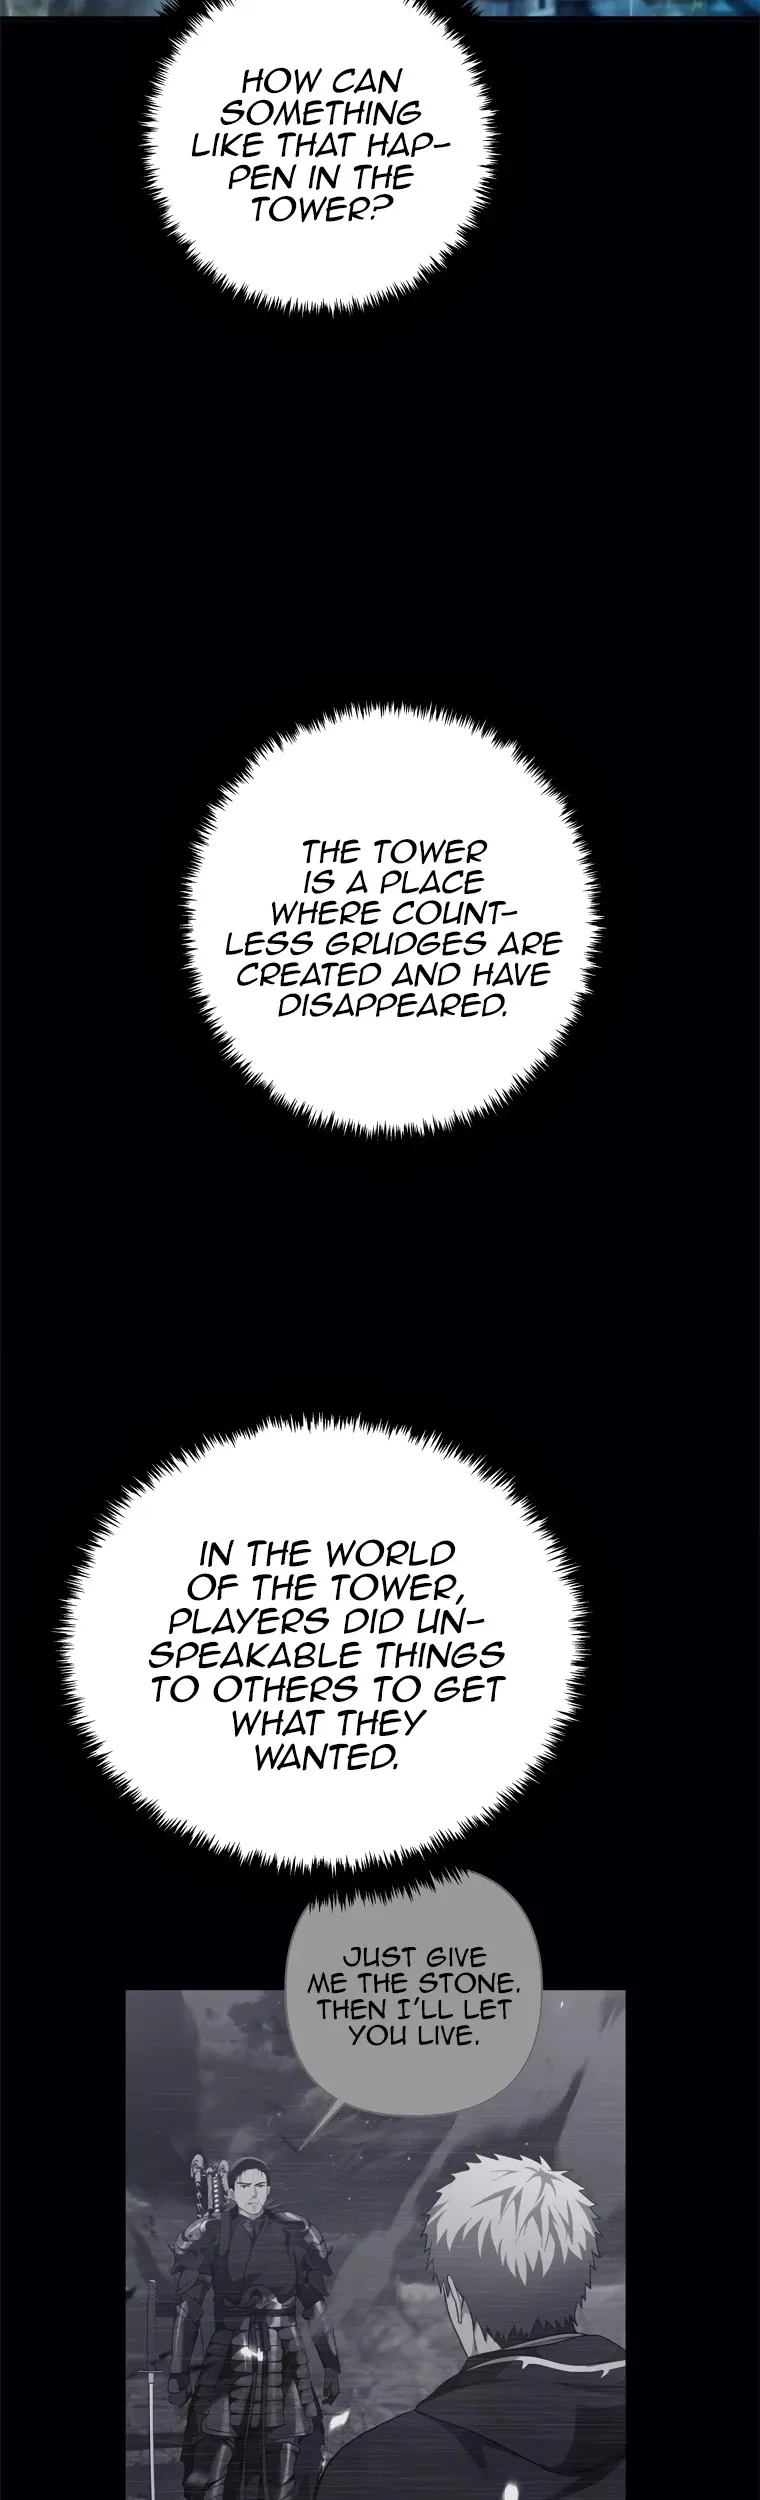 HOW CAN
SOMETHING
LIKE THAT HAP-
PEN IN THE
TOWER?
THE TOWER
IS A PLACE
WHERE COUNT-
LESS GRUDGES ARE
CREATED AND HAVE
DISAPPEARED.
IN THE WORLD
OF THE TOWER,
PLAYERS DID UN-
SPEAKABLE THINGS
TO OTHERS TO GET
WHAT THEY
WANTED.
JUST GIVE
ME THE STONE.
THEN I'LL LET
YOU LIVE.